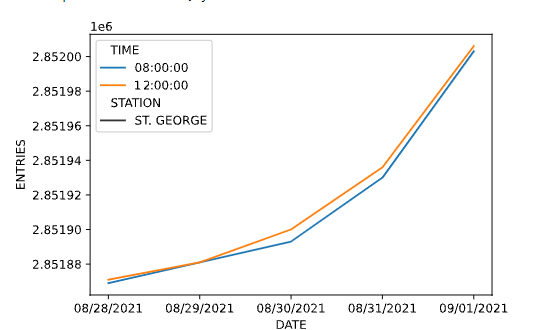 1e6
TIME
08:00:00
12:00:00
STATION
ST. GEORGE
2.85200
2.85198
2.85196
2.85194
2.85192
2.85190
2.85188
ENTRIES
08/28/2021 08/29/2021 08/30/2021 08/31/2021 09/01/2021
DATE